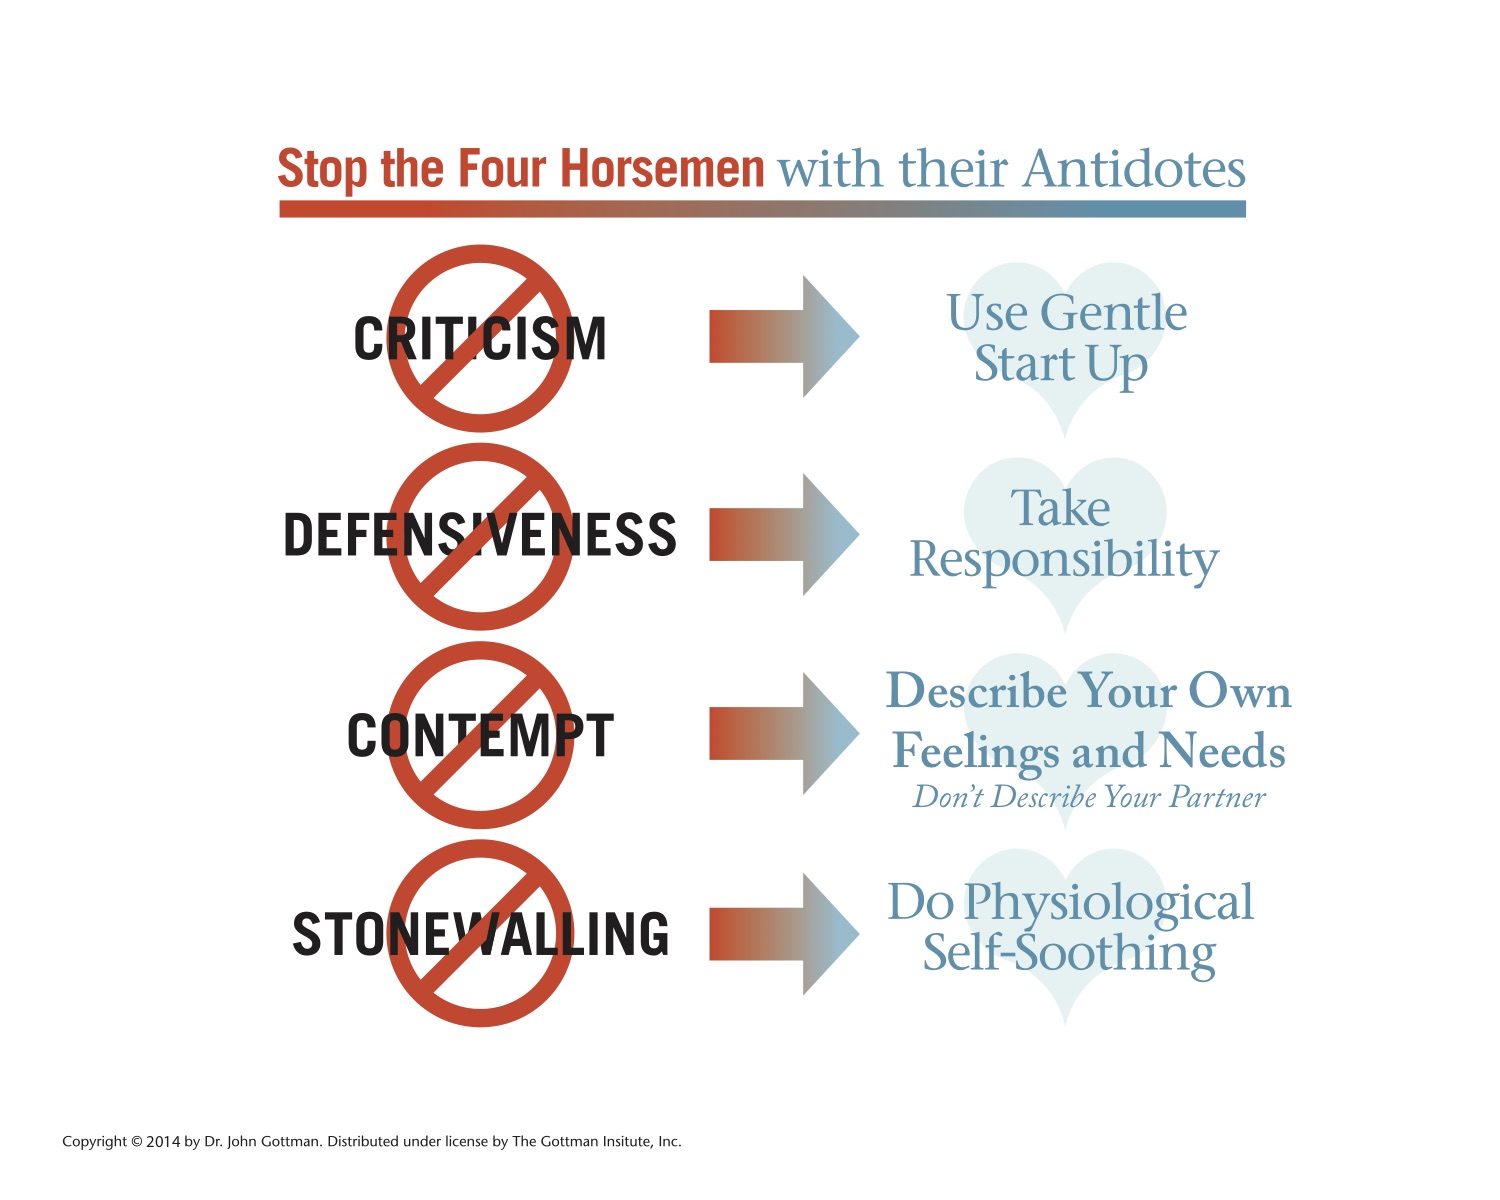 Stop the Four Horsemen with their Antidotes
CRITICISM
Use Gentle
Start Up
DEFENSIVENESS
Take
Responsibility
CONTEMPT
Describe Your Own
Feelings and Needs
Don't Describe Your Partner
STONEWALLING
Do Physiological
Self-Soothing
Copyright © 2014 by Dr. John Gottman. Distributed under license by The Gottman Insitute, Inc.